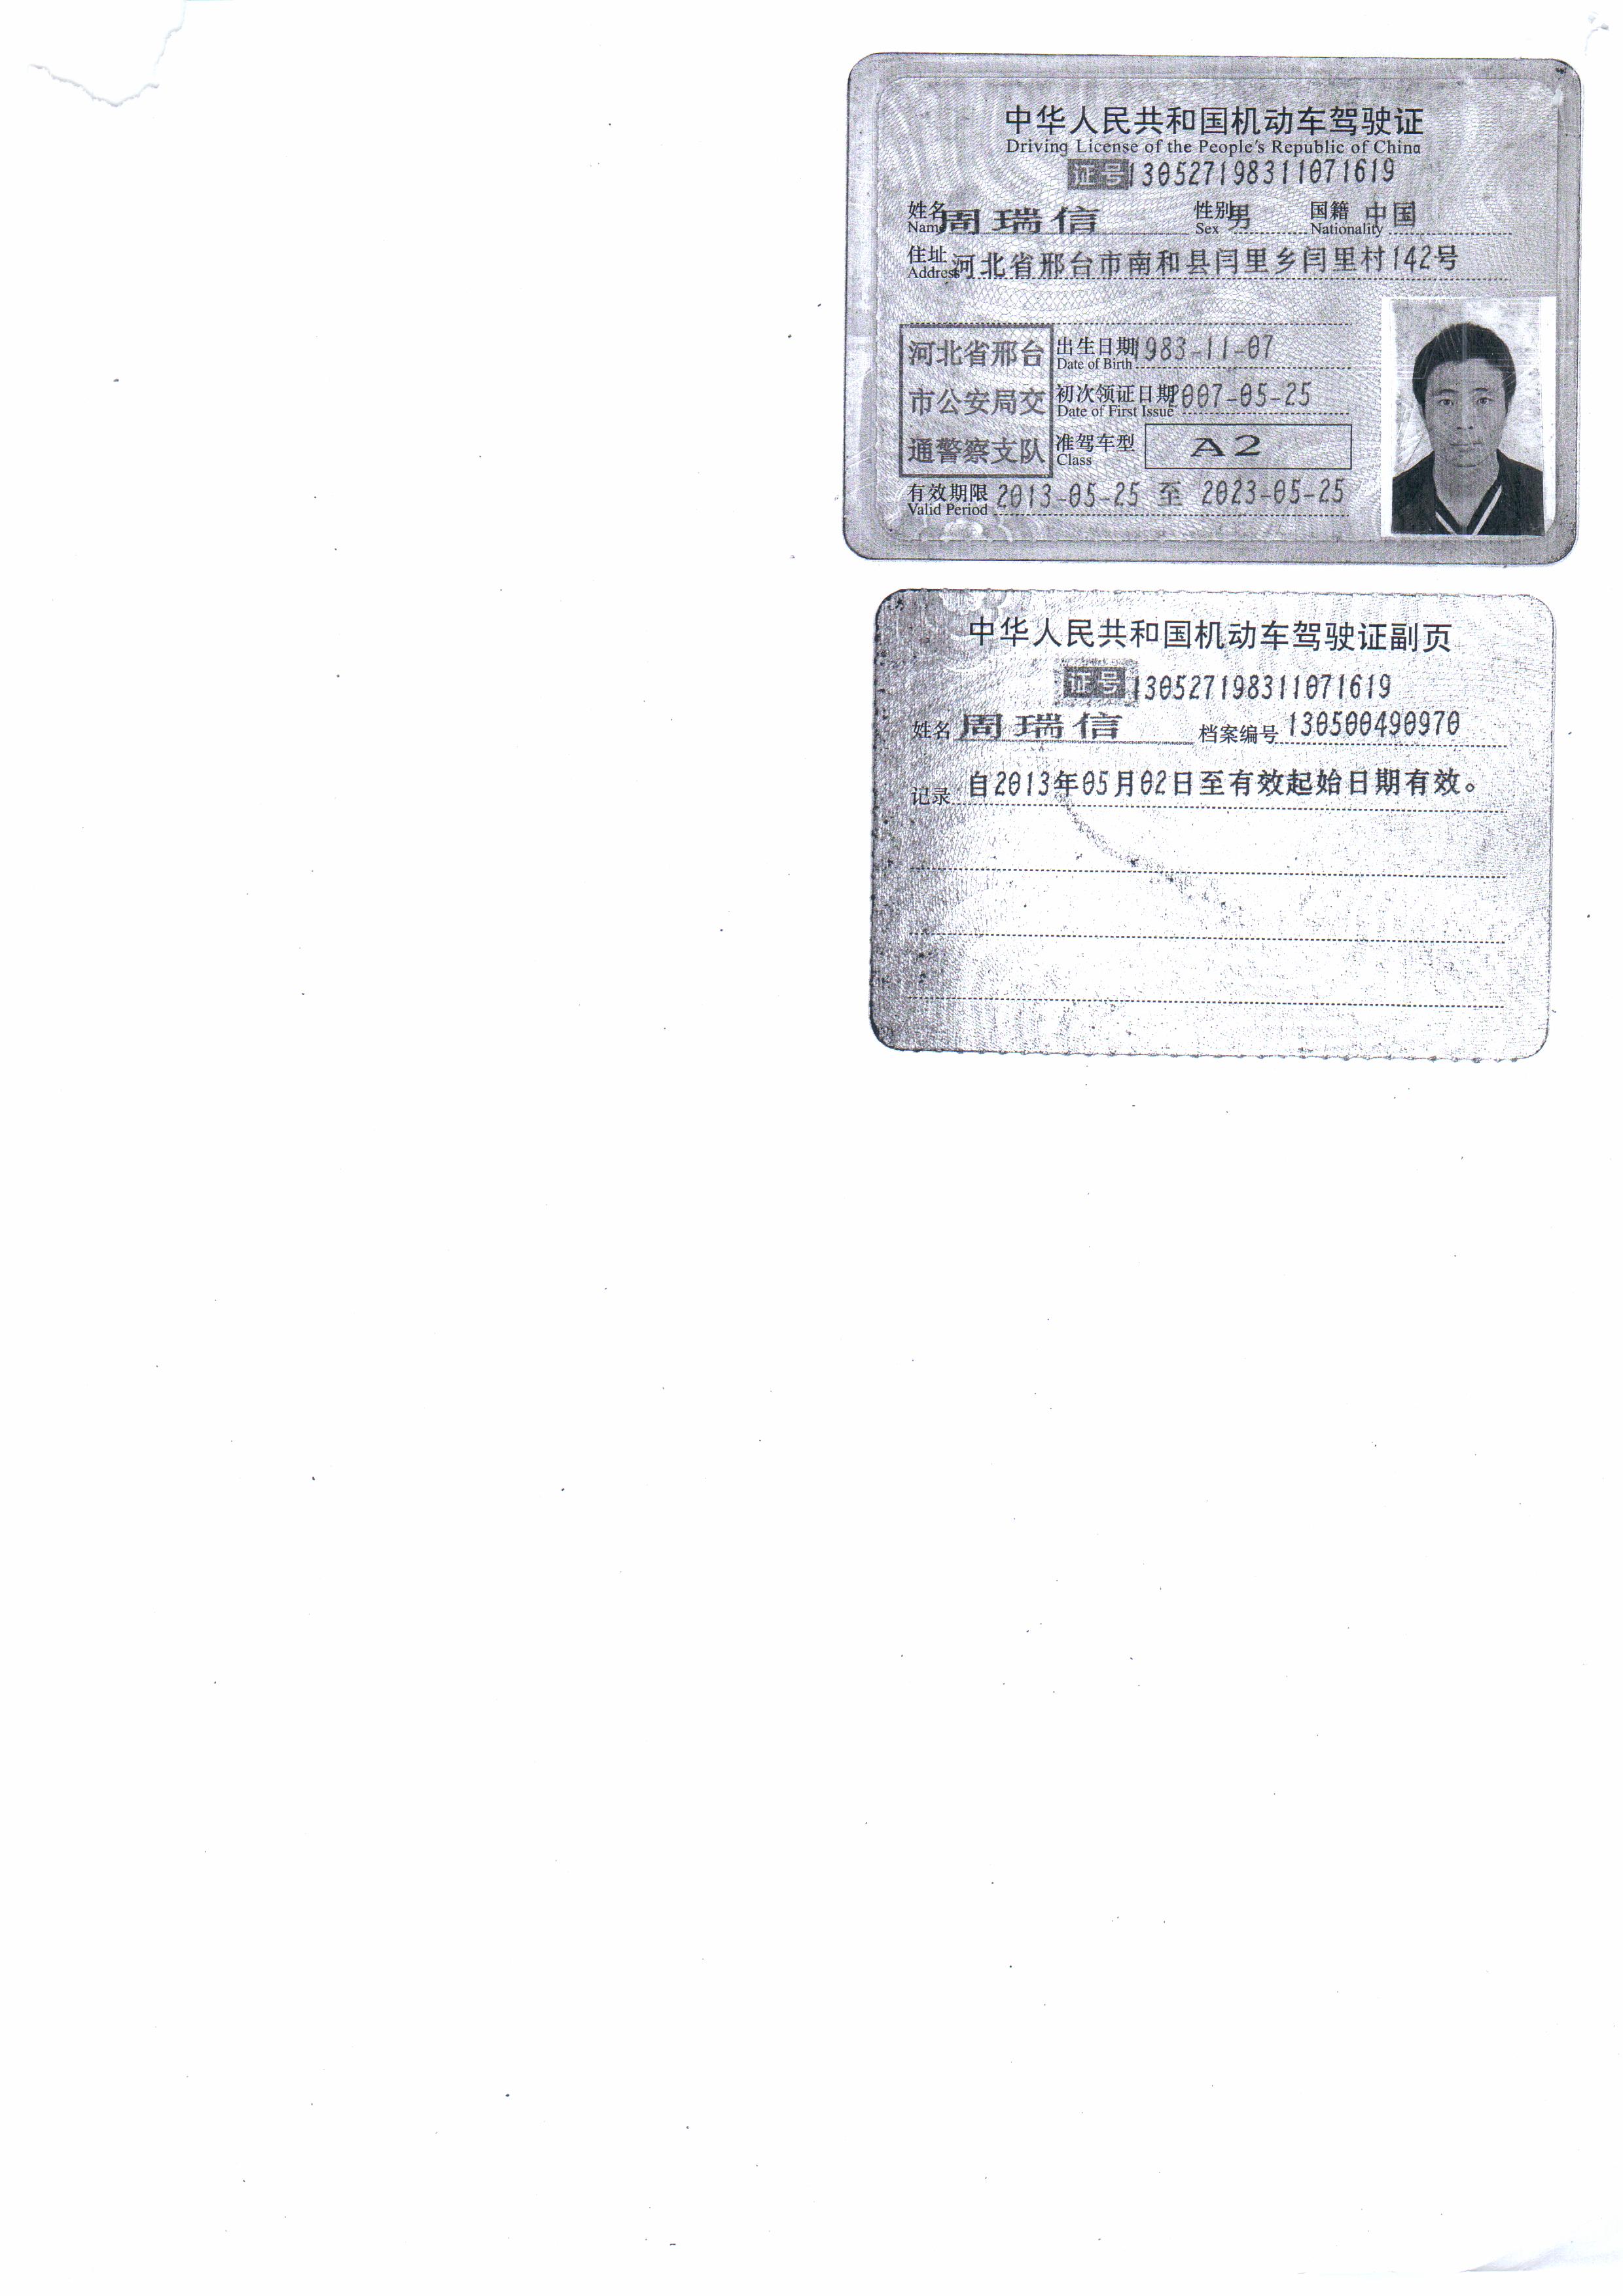 中华人民共和国机动车驾驶证
Driving License of the People's Republic of China
证号 130527198311071619
姓名 周瑞信 性别 男 国籍 中国
Name Sex Nationality
住址 河北省邢台市南和县闫里乡闫里村142号
Address
河北省邢台
市公安局交
通警察支队
出生日期 1983-11-07
Date of Birth
初次领证日期 2007-05-25
Date of First Issue
准驾车型 A2
Class
有效期限 2013-05-25 至 2023-05-25
Valid Period
中华人民共和国机动车驾驶证副页
证号 130527198311071619
姓名 周瑞信 档案编号 130500490970
记录 自2013年05月02日至有效起始日期有效。